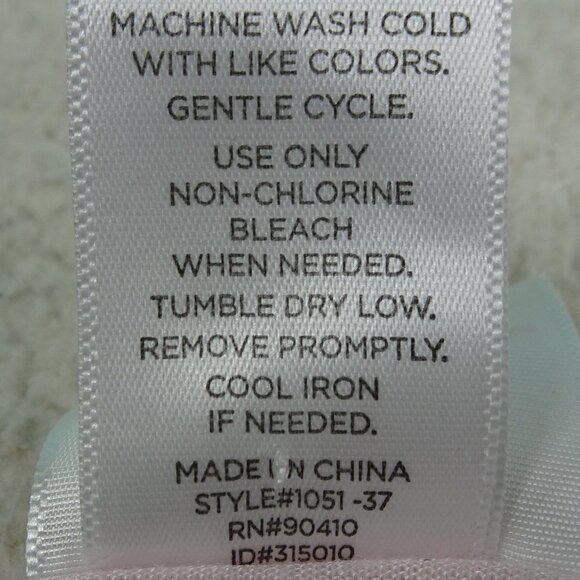 MACHINE WASH COLD
WITH LIKE COLORS.
GENTLE CYCLE.
USE ONLY
NON-CHLORINE
BLEACH
WHEN NEEDED.
TUMBLE DRY LOW.
REMOVE PROMPTLY.
COOL IRON
IF NEEDED.
MADE IN CHINA
STYLE#1051-37
RN#90410
ID#315010